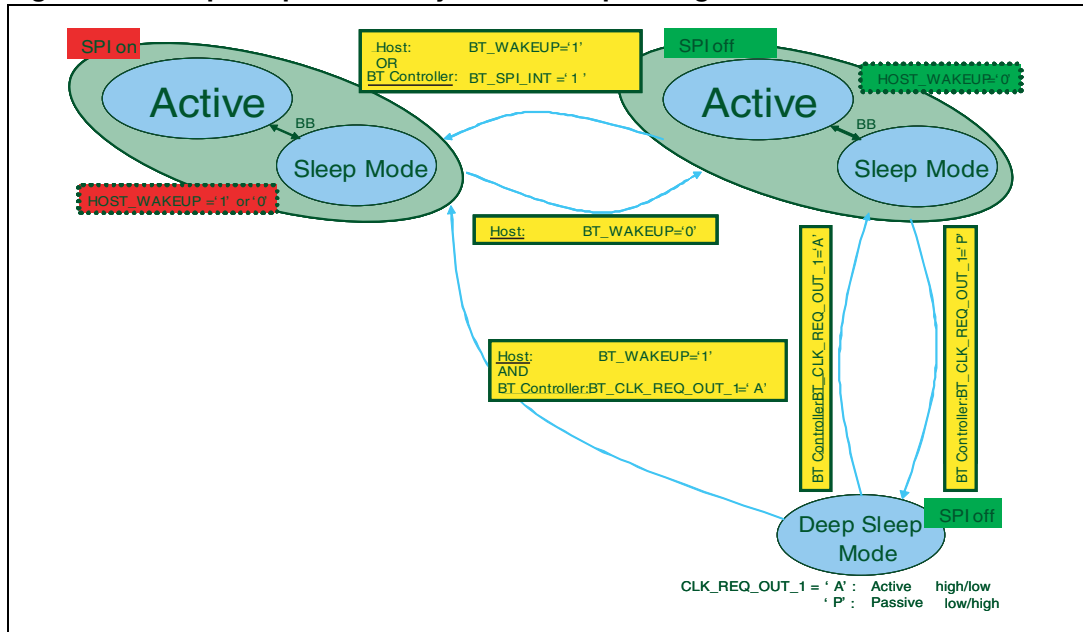 SPI on
Active
BB
Sleep Mode
HOST_WAKEUP ='1' or '0'
Host: BT_WAKEUP='1'
OR
BT Controller: BT_SPI_INT ='1'
SPI off
Active
HOST_WAKEUP='0'
BB
Sleep Mode
Host: BT_WAKEUP='0'
Host: BT_WAKEUP='1'
AND
BT Controller:BT_CLK_REQ_OUT_1='A'
BT Controller:BT_CLK_REQ_OUT_1='A'
BT Controller:BT_CLK_REQ_OUT_1='P'
Deep Sleep
Mode
SPI off
CLK_REQ_OUT_1 = 'A': Active high/low
'P': Passive low/high